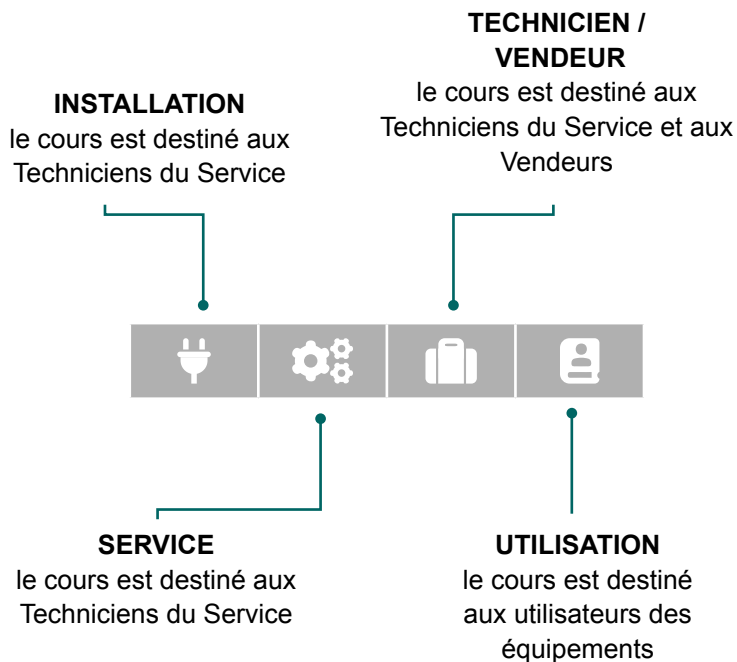 TECHNICIEN /
VENDEUR
le cours est destiné aux
Techniciens du Service et aux
Vendeurs
INSTALLATION
le cours est destiné aux
Techniciens du Service
SERVICE
le cours est destiné aux
Techniciens du Service
UTILISATION
le cours est destiné
aux utilisateurs des
équipements